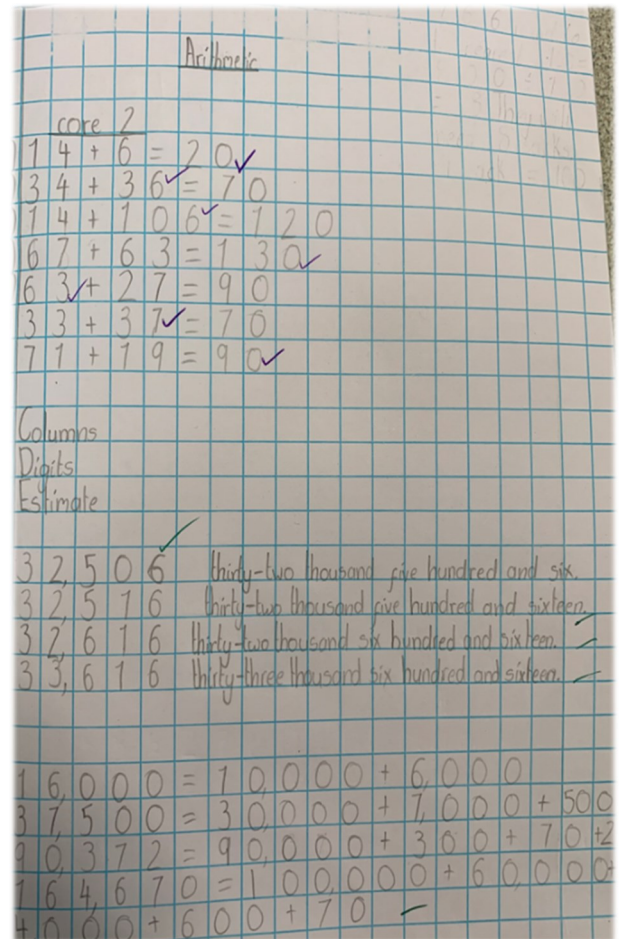 Arithmetic
core 2
14 + 6 = 20
34 + 36 = 70
14 + 106 = 120
67 + 63 = 130
63 + 27 = 90
33 + 37 = 70
71 + 19 = 90
Columns
Digits
Estimate
32,506 thirty-two thousand five hundred and six.
32,516 thirty-two thousand five hundred and sixteen.
32,616 thirty-two thousand six hundred and sixteen.
33,616 thirty-three thousand six hundred and sixteen.
16,000 = 10,000 + 6,000
37,500 = 30,000 + 7,000 + 500
90,372 = 90,000 + 300 + 70 +2
164,670 = 100,000 + 60,000+
4000 + 600 + 70